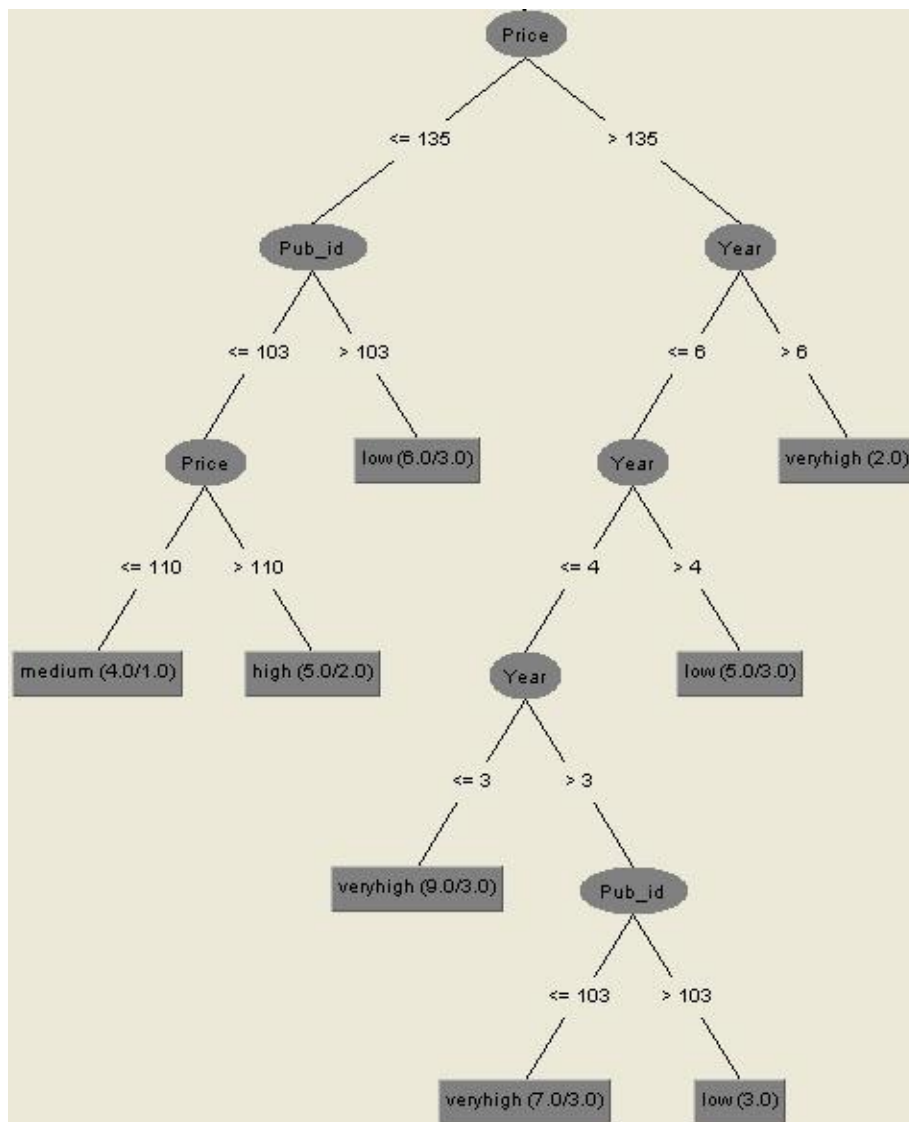 Price
<= 135
> 135
Pub_id
Year
<= 103
> 103
<= 6
> 6
Price
low (6.0/3.0)
Year
veryhigh (2.0)
<= 110
> 110
<= 4
> 4
medium (4.0/1.0)
high (5.0/2.0)
Year
low (5.0/3.0)
<= 3
> 3
veryhigh (9.0/3.0)
Pub_id
<= 103
> 103
veryhigh (7.0/3.0)
low (3.0)